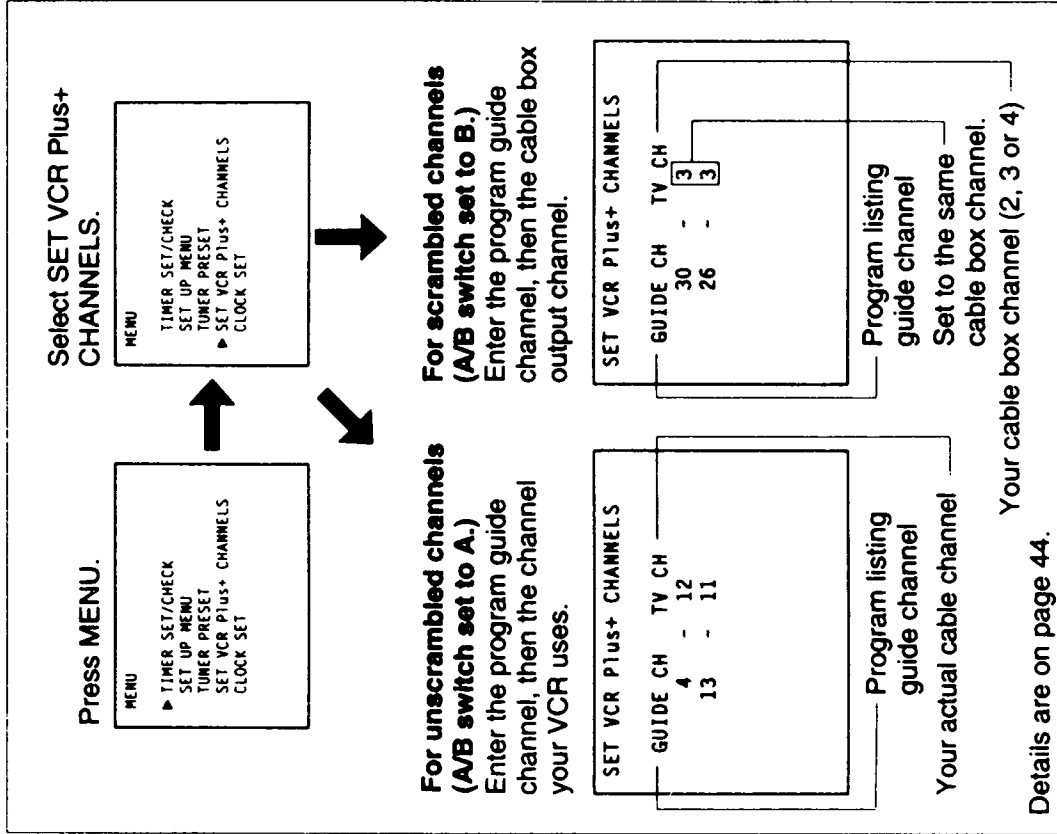 Press MENU.
MENU
▶ TIMER SET/CHECK
SET UP MENU
TUNER PRESET
SET VCR Plus+ CHANNELS
CLOCK SET
Select SET VCR Plus+
CHANNELS.
MENU
TIMER SET/CHECK
SET UP MENU
TUNER PRESET
▶ SET VCR Plus+ CHANNELS
CLOCK SET
For unscrambled channels
(A/B switch set to A.)
Enter the program guide
channel, then the channel
your VCR uses.
SET VCR Plus+ CHANNELS
GUIDE CH TV CH
4 - 12
13 - 11
Program listing
guide channel
Your actual cable channel
For scrambled channels
(A/B switch set to B.)
Enter the program guide
channel, then the cable box
output channel.
SET VCR Plus+ CHANNELS
GUIDE CH TV CH
30 - 3
26 - 3
Program listing
guide channel
Set to the same
cable box channel.
Your cable box channel (2, 3 or 4)
Details are on page 44.